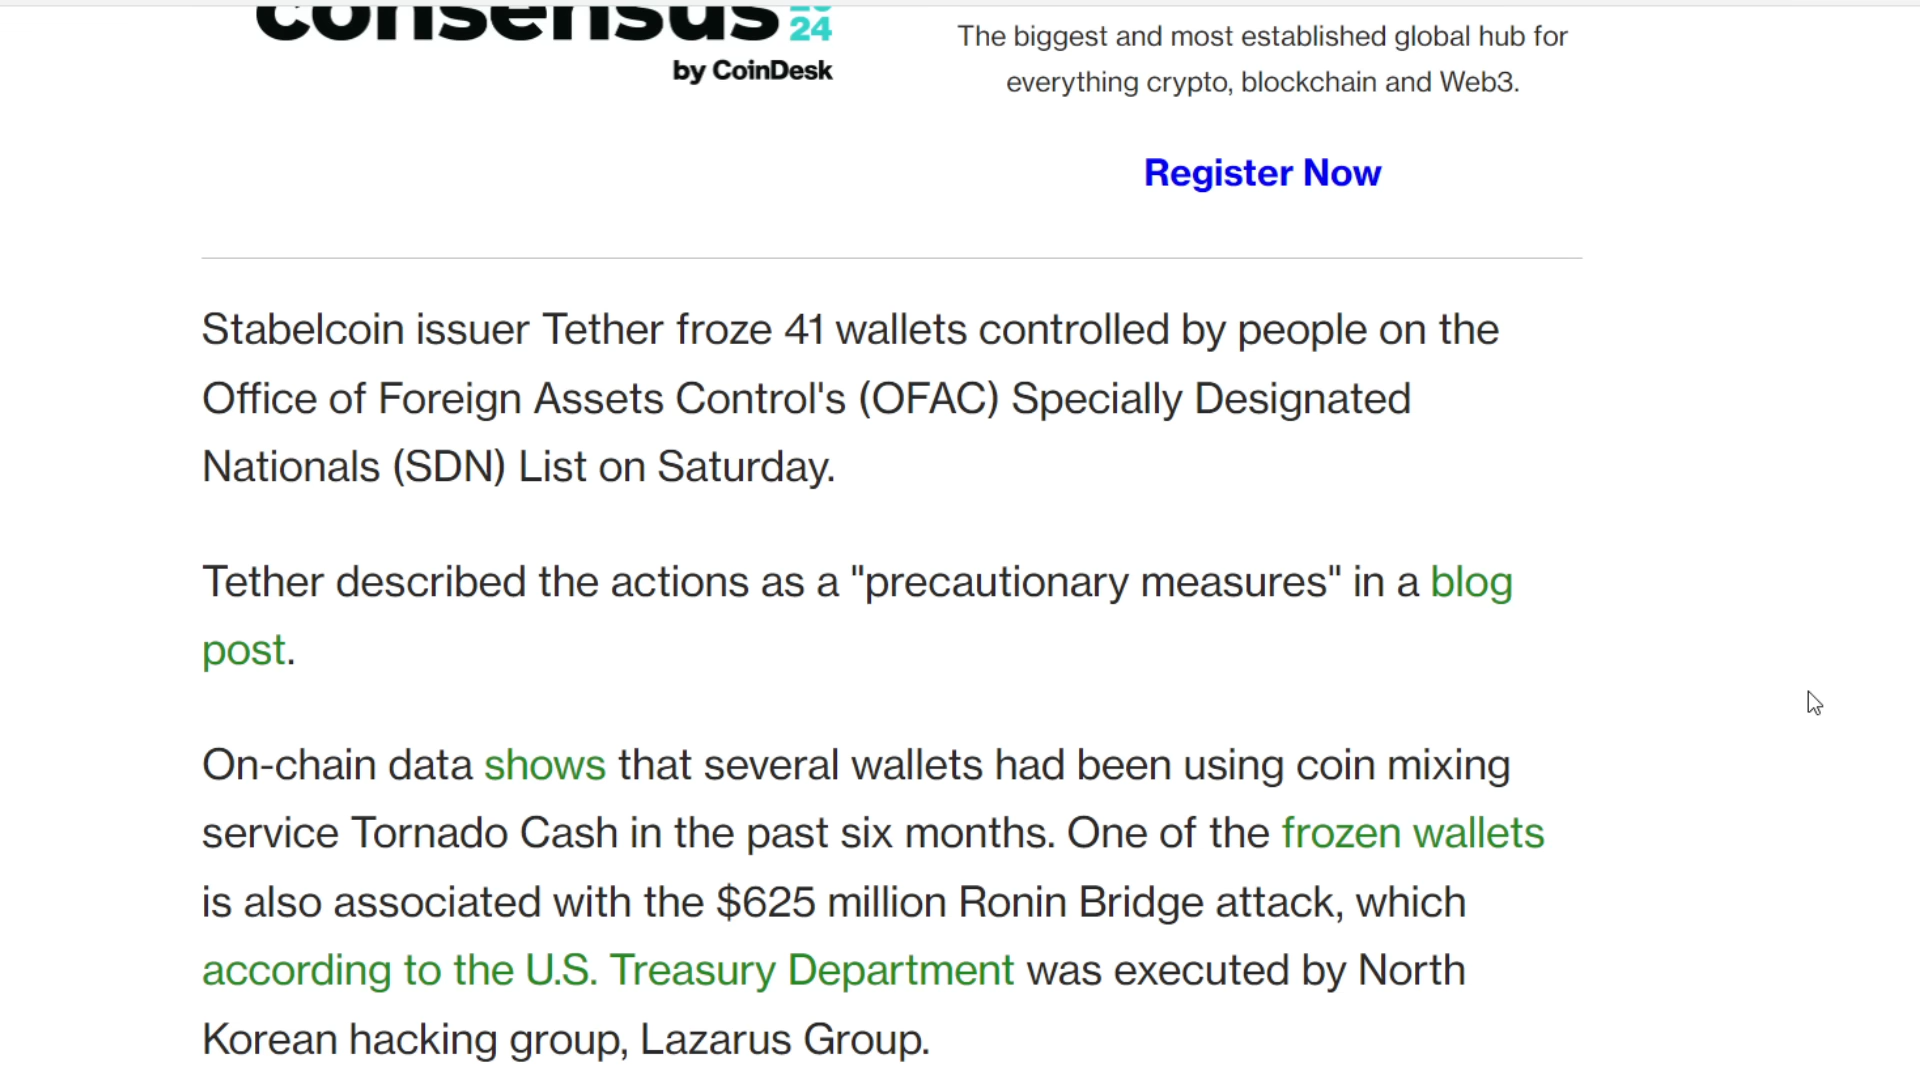 consensus 24
by CoinDesk
The biggest and most established global hub for
everything crypto, blockchain and Web3.
Register Now
Stabelcoin issuer Tether froze 41 wallets controlled by people on the
Office of Foreign Assets Control's (OFAC) Specially Designated
Nationals (SDN) List on Saturday.
Tether described the actions as a "precautionary measures" in a blog
post.
On-chain data shows that several wallets had been using coin mixing
service Tornado Cash in the past six months. One of the frozen wallets
is also associated with the $625 million Ronin Bridge attack, which
according to the U.S. Treasury Department was executed by North
Korean hacking group, Lazarus Group.